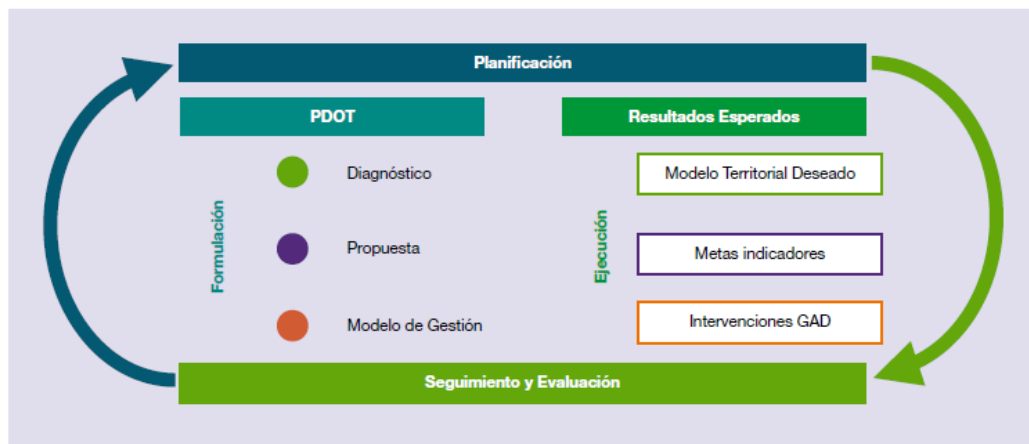 Planificación
PDOT
Resultados Esperados
Formulación
Diagnóstico
Propuesta
Modelo de Gestión
Ejecución
Modelo Territorial Deseado
Metas indicadores
Intervenciones GAD
Seguimiento y Evaluación